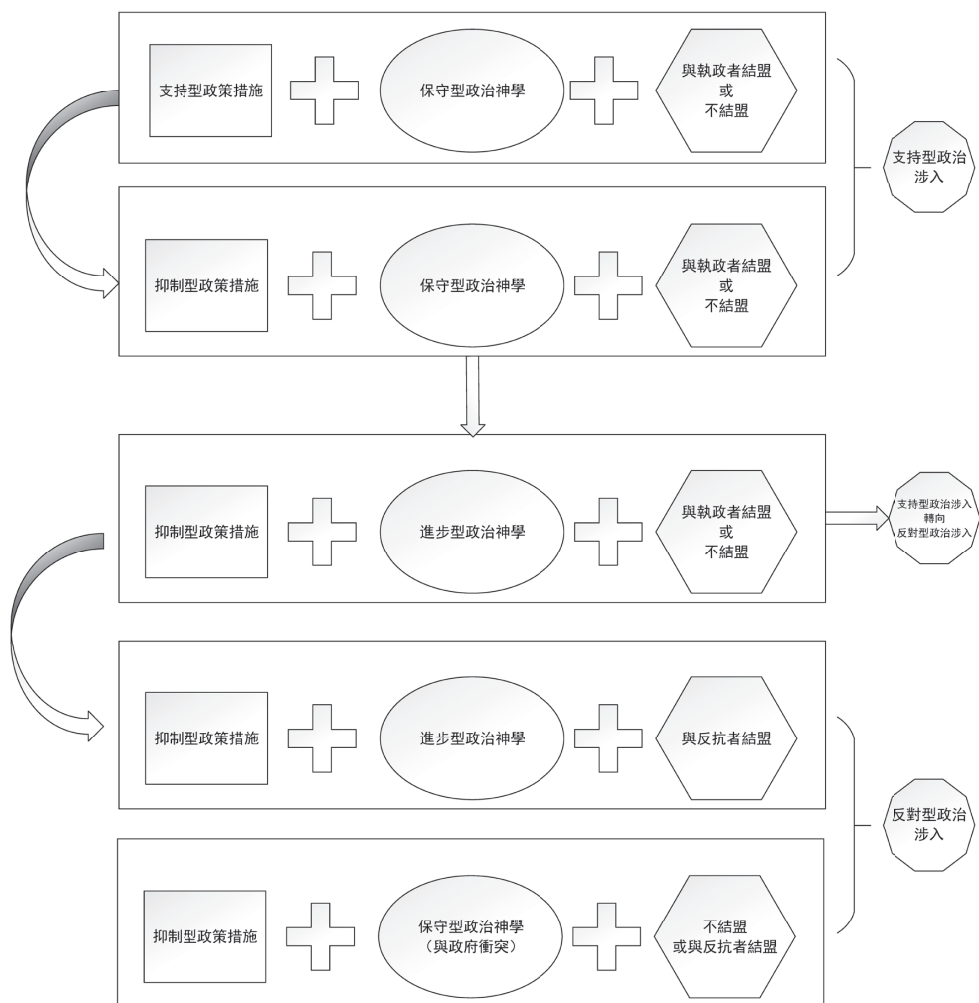 支持型政策措施
保守型政治神學
與執政者結盟
或
不結盟
支持型政治
涉入
抑制型政策措施
保守型政治神學
與執政者結盟
或
不結盟
抑制型政策措施
進步型政治神學
與執政者結盟
或
不結盟
支持型政治涉入
轉向
反對型政治涉入
抑制型政策措施
進步型政治神學
與反抗者結盟
反對型政治
涉入
抑制型政策措施
保守型政治神學
（與政府衝突）
不結盟
或與反抗者結盟